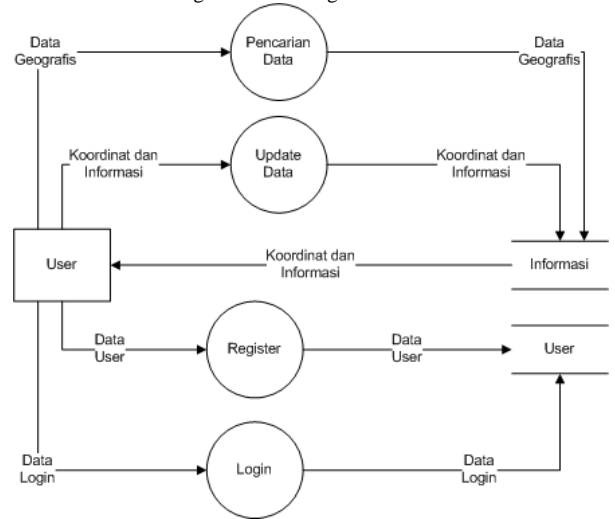 Data
Geografis
Pencarian
Data
Data
Geografis
Koordinat dan
Informasi
Update
Data
Koordinat dan
Informasi
User
Koordinat dan
Informasi
Informasi
Data
User
Register
Data
User
User
Data
Login
Login
Data
Login